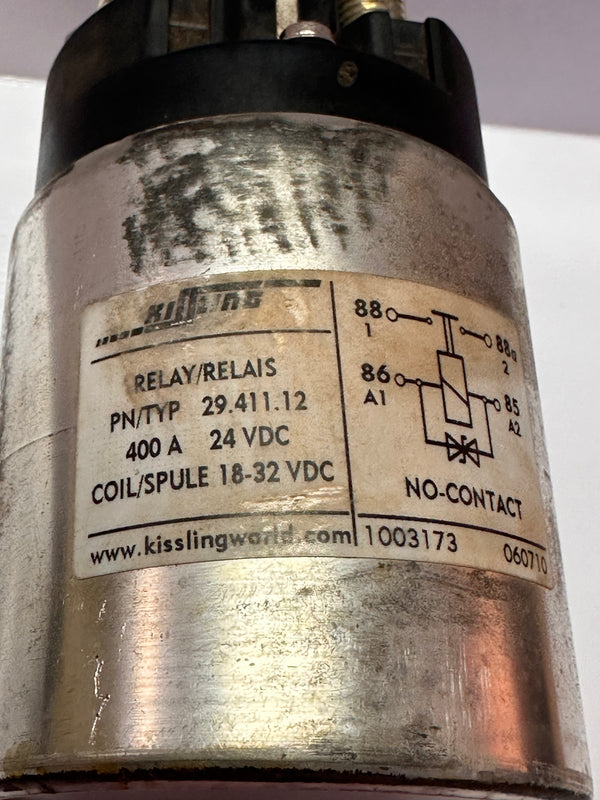 KISSLING
RELAY/RELAIS
PN/TYP 29.411.12
400 A 24 VDC
COIL/SPULE 18-32 VDC
www.kisslingworld.com
88
1
88a
2
86
A1
85
A2
NO-CONTACT
1003173 060710